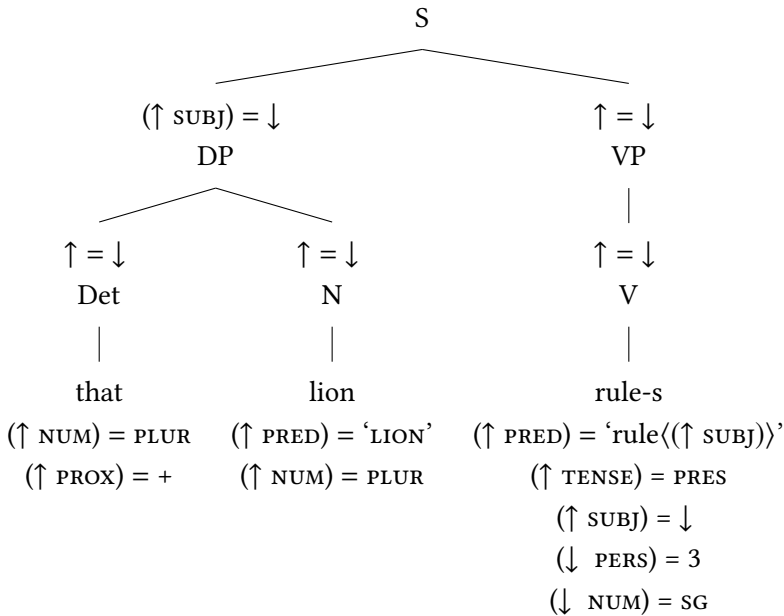 S
(↑ SUBJ) = ↓ ↑ = ↓
DP VP
↑ = ↓ ↑ = ↓ ↑ = ↓
Det N V
that lion rule-s
(↑ NUM) = PLUR (↑ PRED) = ‘LION’ (↑ PRED) = ‘rule⟨(↑ SUBJ)⟩’
(↑ PROX) = + (↑ NUM) = PLUR (↑ TENSE) = PRES
(↑ SUBJ) = ↓
(↓ PERS) = 3
(↓ NUM) = SG